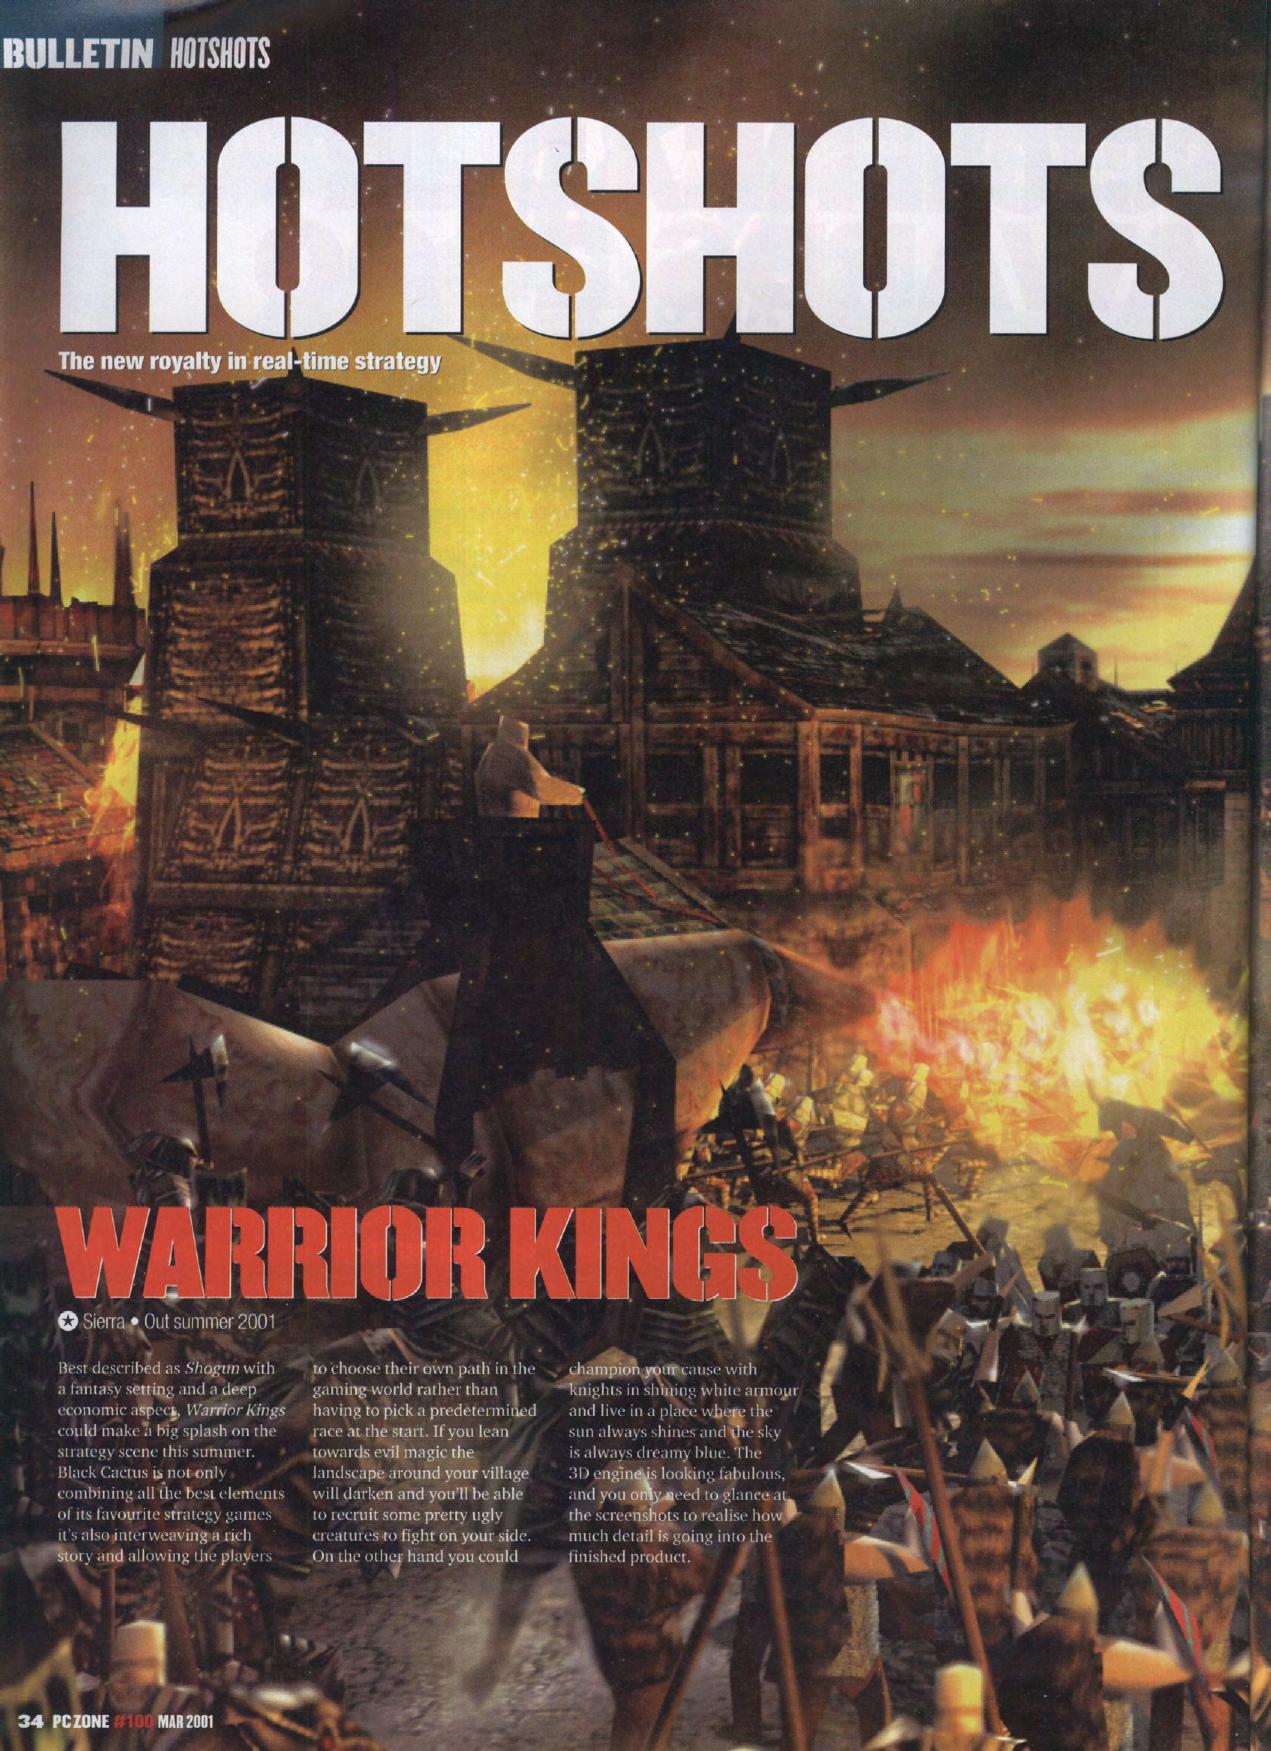 BULLETIN HOTSHOTS
HOTSHOTS
The new royalty in real-time strategy
WARRIOR KINGS
Sierra • Out summer 2001
Best described as Shogun with
a fantasy setting and a deep
economic aspect, Warrior Kings
could make a big splash on the
strategy scene this summer.
Black Cactus is not only
combining all the best elements
of its favourite strategy games
it's also interweaving a rich
story and allowing the players
to choose their own path in the
gaming world rather than
having to pick a predetermined
race at the start. If you lean
towards evil magic the
landscape around your village
will darken and you'll be able
to recruit some pretty ugly
creatures to fight on your side.
On the other hand you could
champion your cause with
knights in shining white armour
and live in a place where the
sun always shines and the sky
is always dreamy blue. The
3D engine is looking fabulous,
and you only need to glance at
the screenshots to realise how
much detail is going into the
finished product.
34 PCZONE #100 MAR 2001